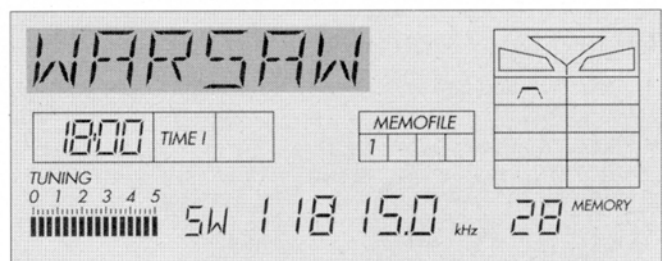 WARSAW
18:00 TIME I
MEMOFILE
1
TUNING
0 1 2 3 4 5
SW 11815.0 kHz 28 MEMORY